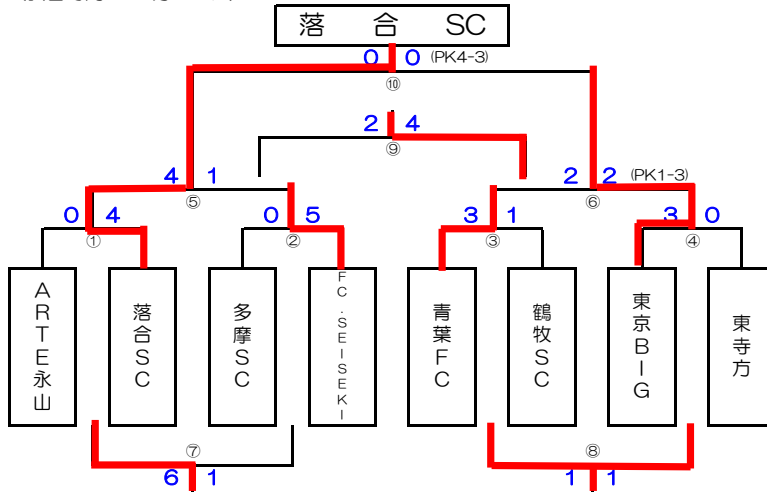 落合SC
0 0 (PK4-3)
⑩
2 4
⑨
4 1
⑤
2 2 (PK1-3)
⑥
0 4
①
0 5
②
3 1
③
3 0
④
ARTE永山
落合SC
多摩SC
FC.SEISEKI
青葉FC
鶴牧SC
東京BIG
東寺方
⑦
6 1
⑧
1 1